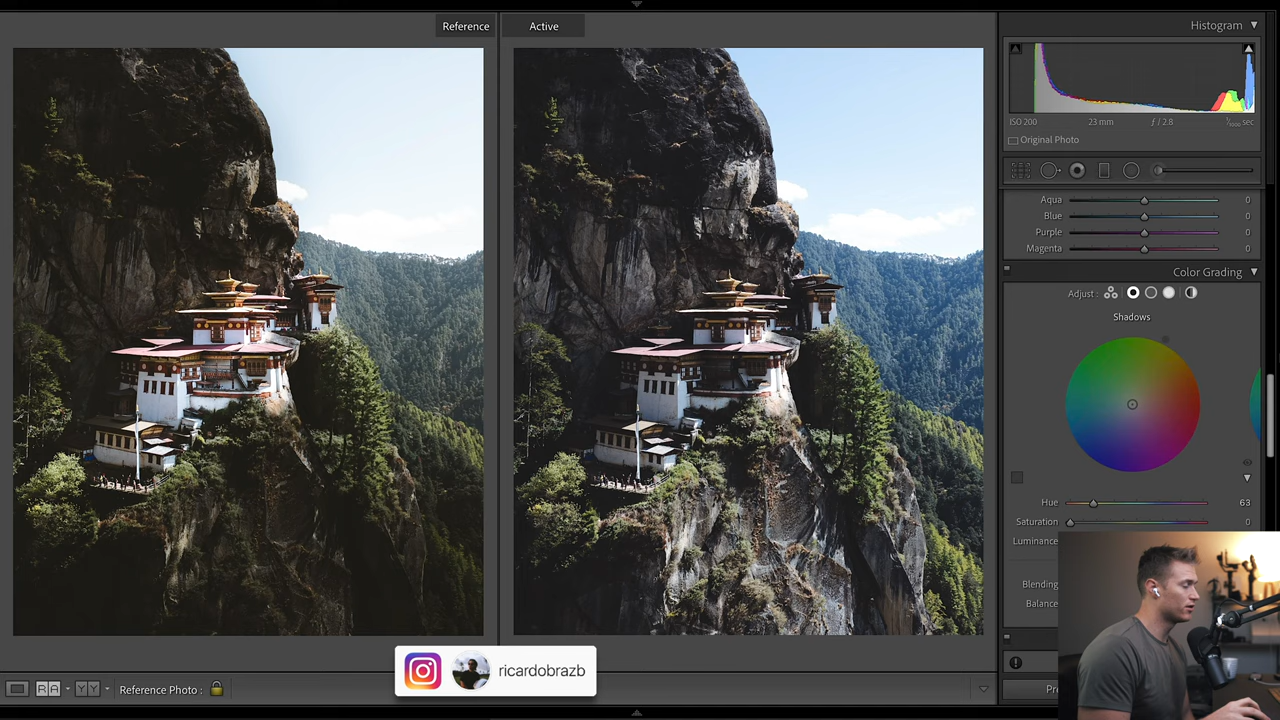 Reference
Active
Histogram
ISO 200
23 mm
ƒ / 2.8
Original Photo
Aqua
0
Blue
0
Purple
0
Magenta
0
Color Grading
Adjust :
Shadows
Hue
63
Saturation
0
Luminance
Blending
Balance
ricardobrazb
R A
Y Y
Reference Photo :
Pre